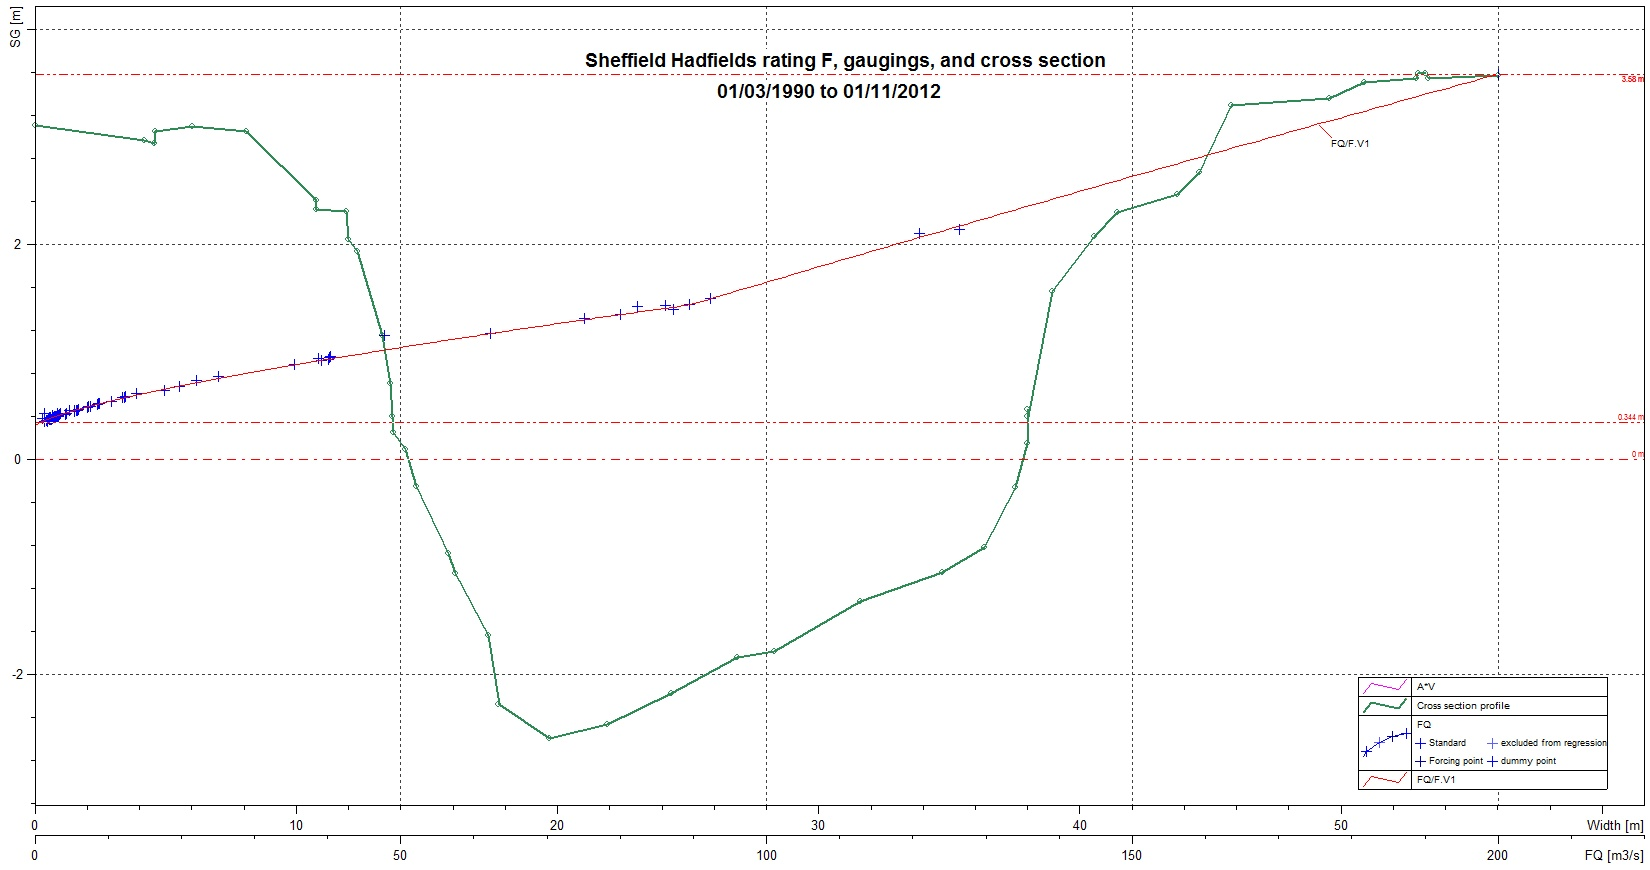 SG [m]
Sheffield Hadfields rating F, gaugings, and cross section
01/03/1990 to 01/11/2012
3.58 m
FQ/F.V1
2
0.344 m
0
0 m
-2
A*V
Cross section profile
FQ
Standard
excluded from regression
Forcing point
dummy point
FQ/F.V1
0 10 20 30 40 50 Width [m]
0 50 100 150 200 FQ [m3/s]